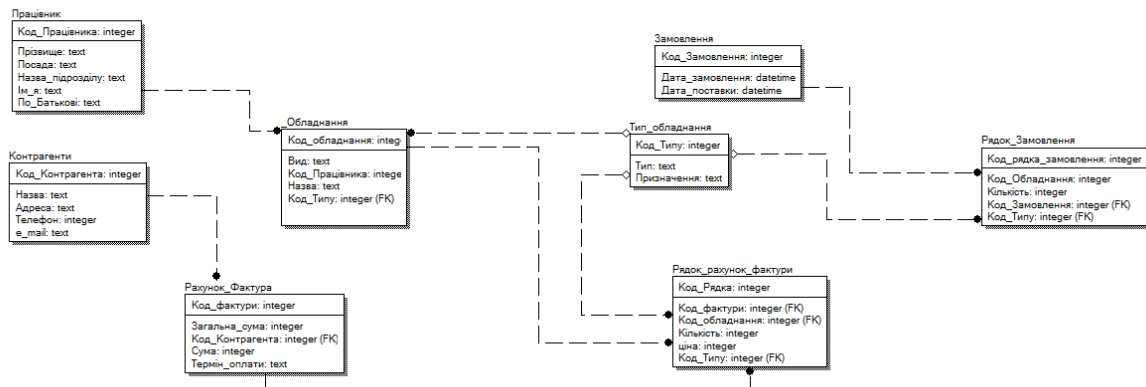 Працівник
Код_Працівника: integer
Прізвище: text
Посада: text
Назва_підрозділу: text
Ім_я: text
По_Батькові: text
Замовлення
Код_Замовлення: integer
Дата_замовлення: datetime
Дата_поставки: datetime
_Обладнання
Код_обладнання: intege
Вид: text
Код_Працівника: intege
Назва: text
Код_Типу: integer (FK)
Тип_обладнання
Код_Типу: integer
Тип: text
Призначення: text
Рядок_Замовлення
Код_рядка_замовлення: integer
Код_Обладнання: integer
Кількість: integer
Код_Замовлення: integer (FK)
Код_Типу: integer (FK)
Контрагенти
Код_Контрагента: integer
Назва: text
Адреса: text
Телефон: integer
e_mail: text
Рахунок_Фактура
Код_фактури: integer
Загальна_сума: integer
Код_Контрагента: integer (FK)
Сума: integer
Термін_оплати: text
Рядок_рахунок_фактури
Код_Рядка: integer
Код_фактури: integer (FK)
Код_обладнання: integer (FK)
Кількість: integer
ціна: integer
Код_Типу: integer (FK)